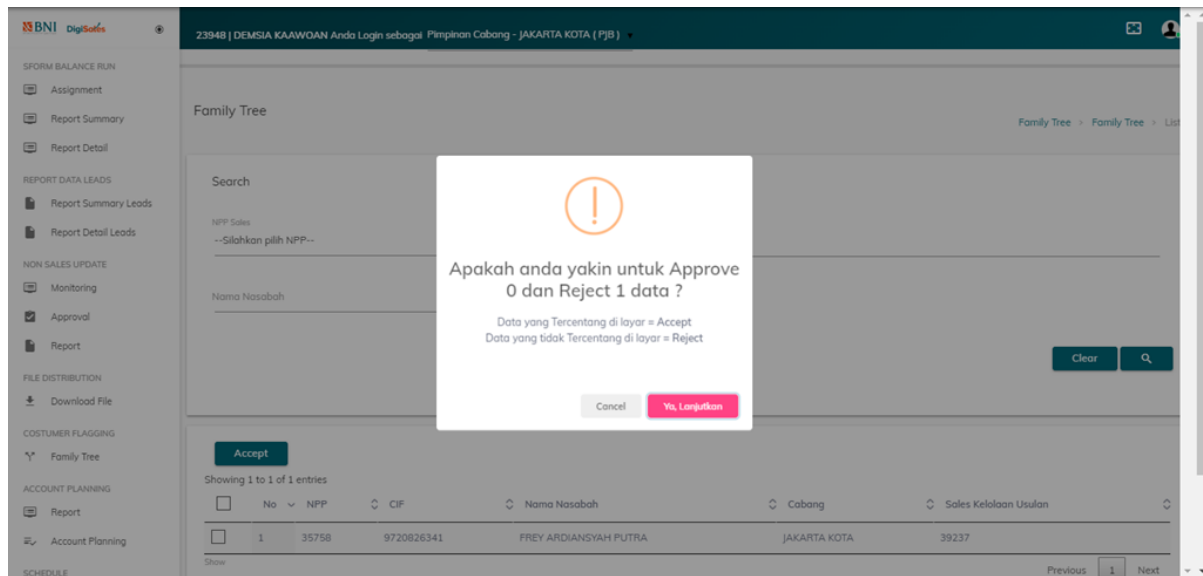 BNI DigiSales
23948 | DEMSIA KAAWOAN Anda Login sebagai Pimpinan Cabang - JAKARTA KOTA ( PJB )
SFORM BALANCE RUN
Assignment
Report Summary
Report Detail
REPORT DATA LEADS
Report Summary Leads
Report Detail Leads
NON SALES UPDATE
Monitoring
Approval
Report
FILE DISTRIBUTION
Download File
COSTUMER FLAGGING
Family Tree
ACCOUNT PLANNING
Report
Account Planning
SCHEDULE
Family Tree
Family Tree > Family Tree > List
Search
NPP Sales
--Silahkan pilih NPP--
Nama Nasabah
Clear
Apakah anda yakin untuk Approve
0 dan Reject 1 data ?
Data yang Tercentang di layar = Accept
Data yang tidak Tercentang di layar = Reject
Cancel
Ya, Lanjutkan
Accept
Showing 1 to 1 of 1 entries
No NPP CIF Nama Nasabah Cabang Sales Kelolaan Usulan
1 35758 9720826341 FREY ARDIANSYAH PUTRA JAKARTA KOTA 39237
Show
Previous 1 Next